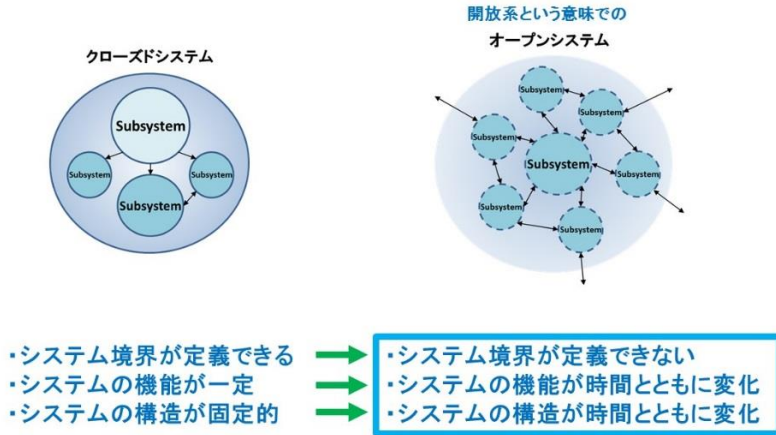 クローズドシステム
Subsystem
Subsystem
Subsystem
Subsystem
開放系という意味での
オープンシステム
Subsystem
Subsystem
Subsystem
Subsystem
Subsystem
Subsystem
Subsystem
・システム境界が定義できる
・システムの機能が一定
・システムの構造が固定的
・システム境界が定義できない
・システムの機能が時間とともに変化
・システムの構造が時間とともに変化